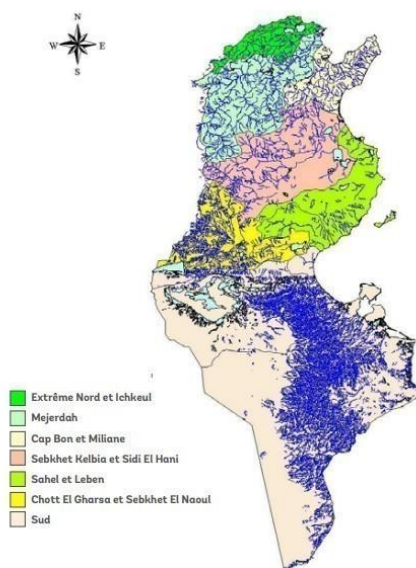 N
W E
S
Extrême Nord et Ichkeul
Mejerdah
Cap Bon et Miliane
Sebkhet Kelbia et Sidi El Hani
Sahel et Leben
Chott El Gharsa et Sebkhet El Naoul
Sud